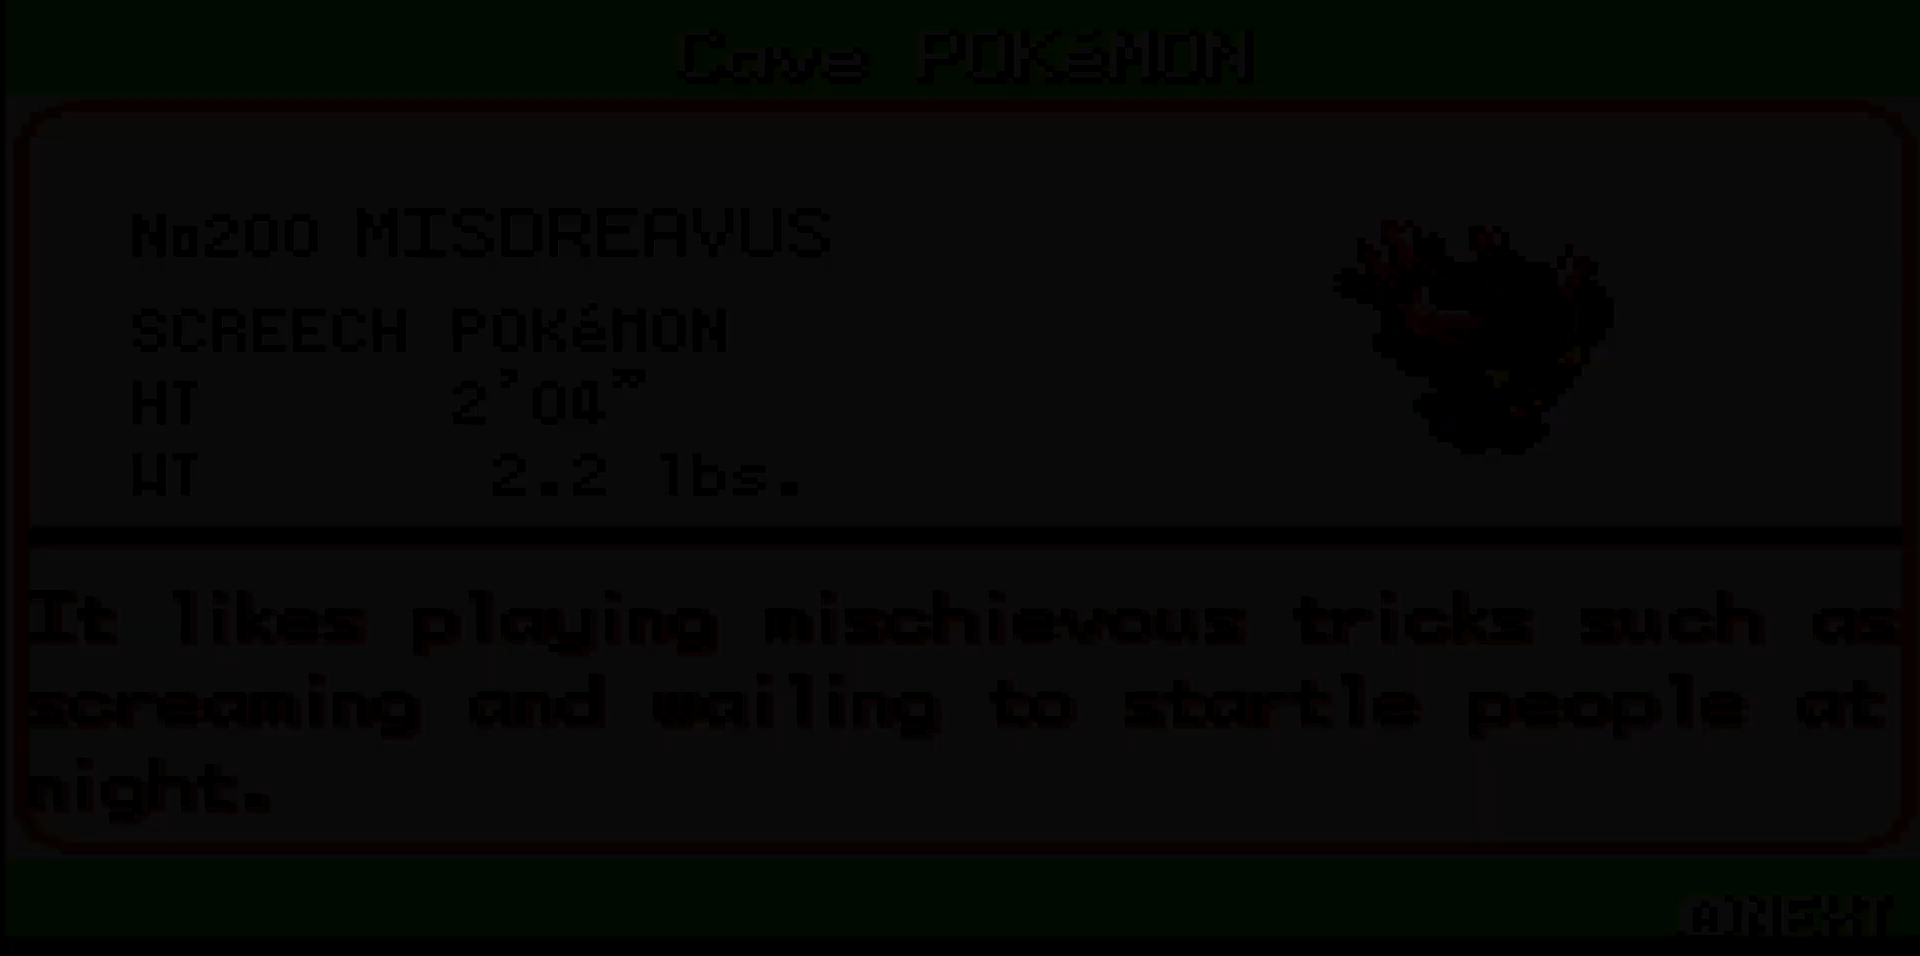 Cave POKéMON
No200 MISDREAVUS
SCREECH POKéMON
HT 2'04"
WT 2.2 lbs.
It likes playing mischievous tricks such as
screaming and wailing to startle people at
night.
ANEXT